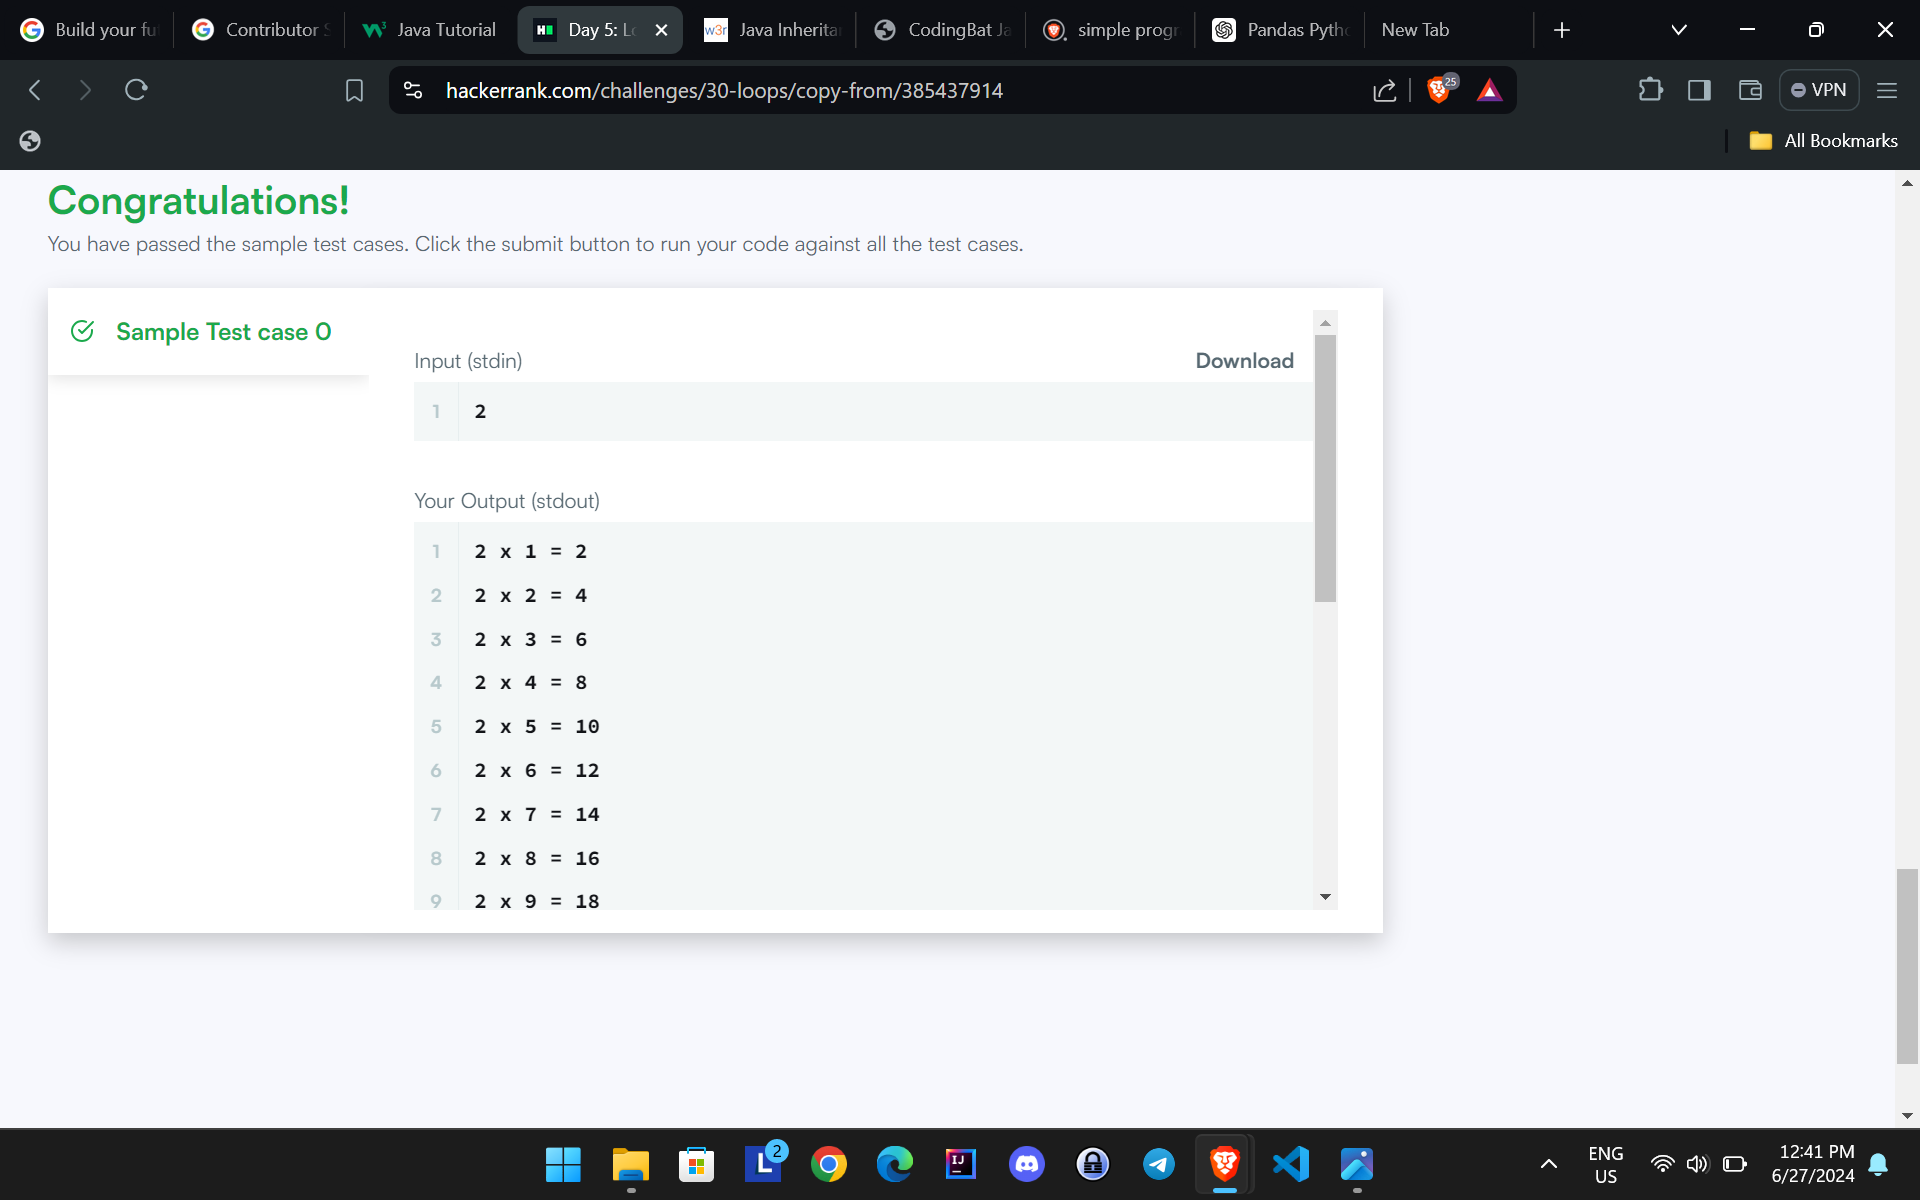 Build your fu
Contributor S
Java Tutorial
Day 5: Lo
Java Inherita
CodingBat Ja
simple progr
Pandas Pyth
New Tab
hackerrank.com/challenges/30-loops/copy-from/385437914
25
VPN
All Bookmarks
Congratulations!
You have passed the sample test cases. Click the submit button to run your code against all the test cases.
Sample Test case 0
Input (stdin)
Download
1 2
Your Output (stdout)
1 2 x 1 = 2
2 2 x 2 = 4
3 2 x 3 = 6
4 2 x 4 = 8
5 2 x 5 = 10
6 2 x 6 = 12
7 2 x 7 = 14
8 2 x 8 = 16
9 2 x 9 = 18
L 2
IJ
ENG
US
12:41 PM
6/27/2024